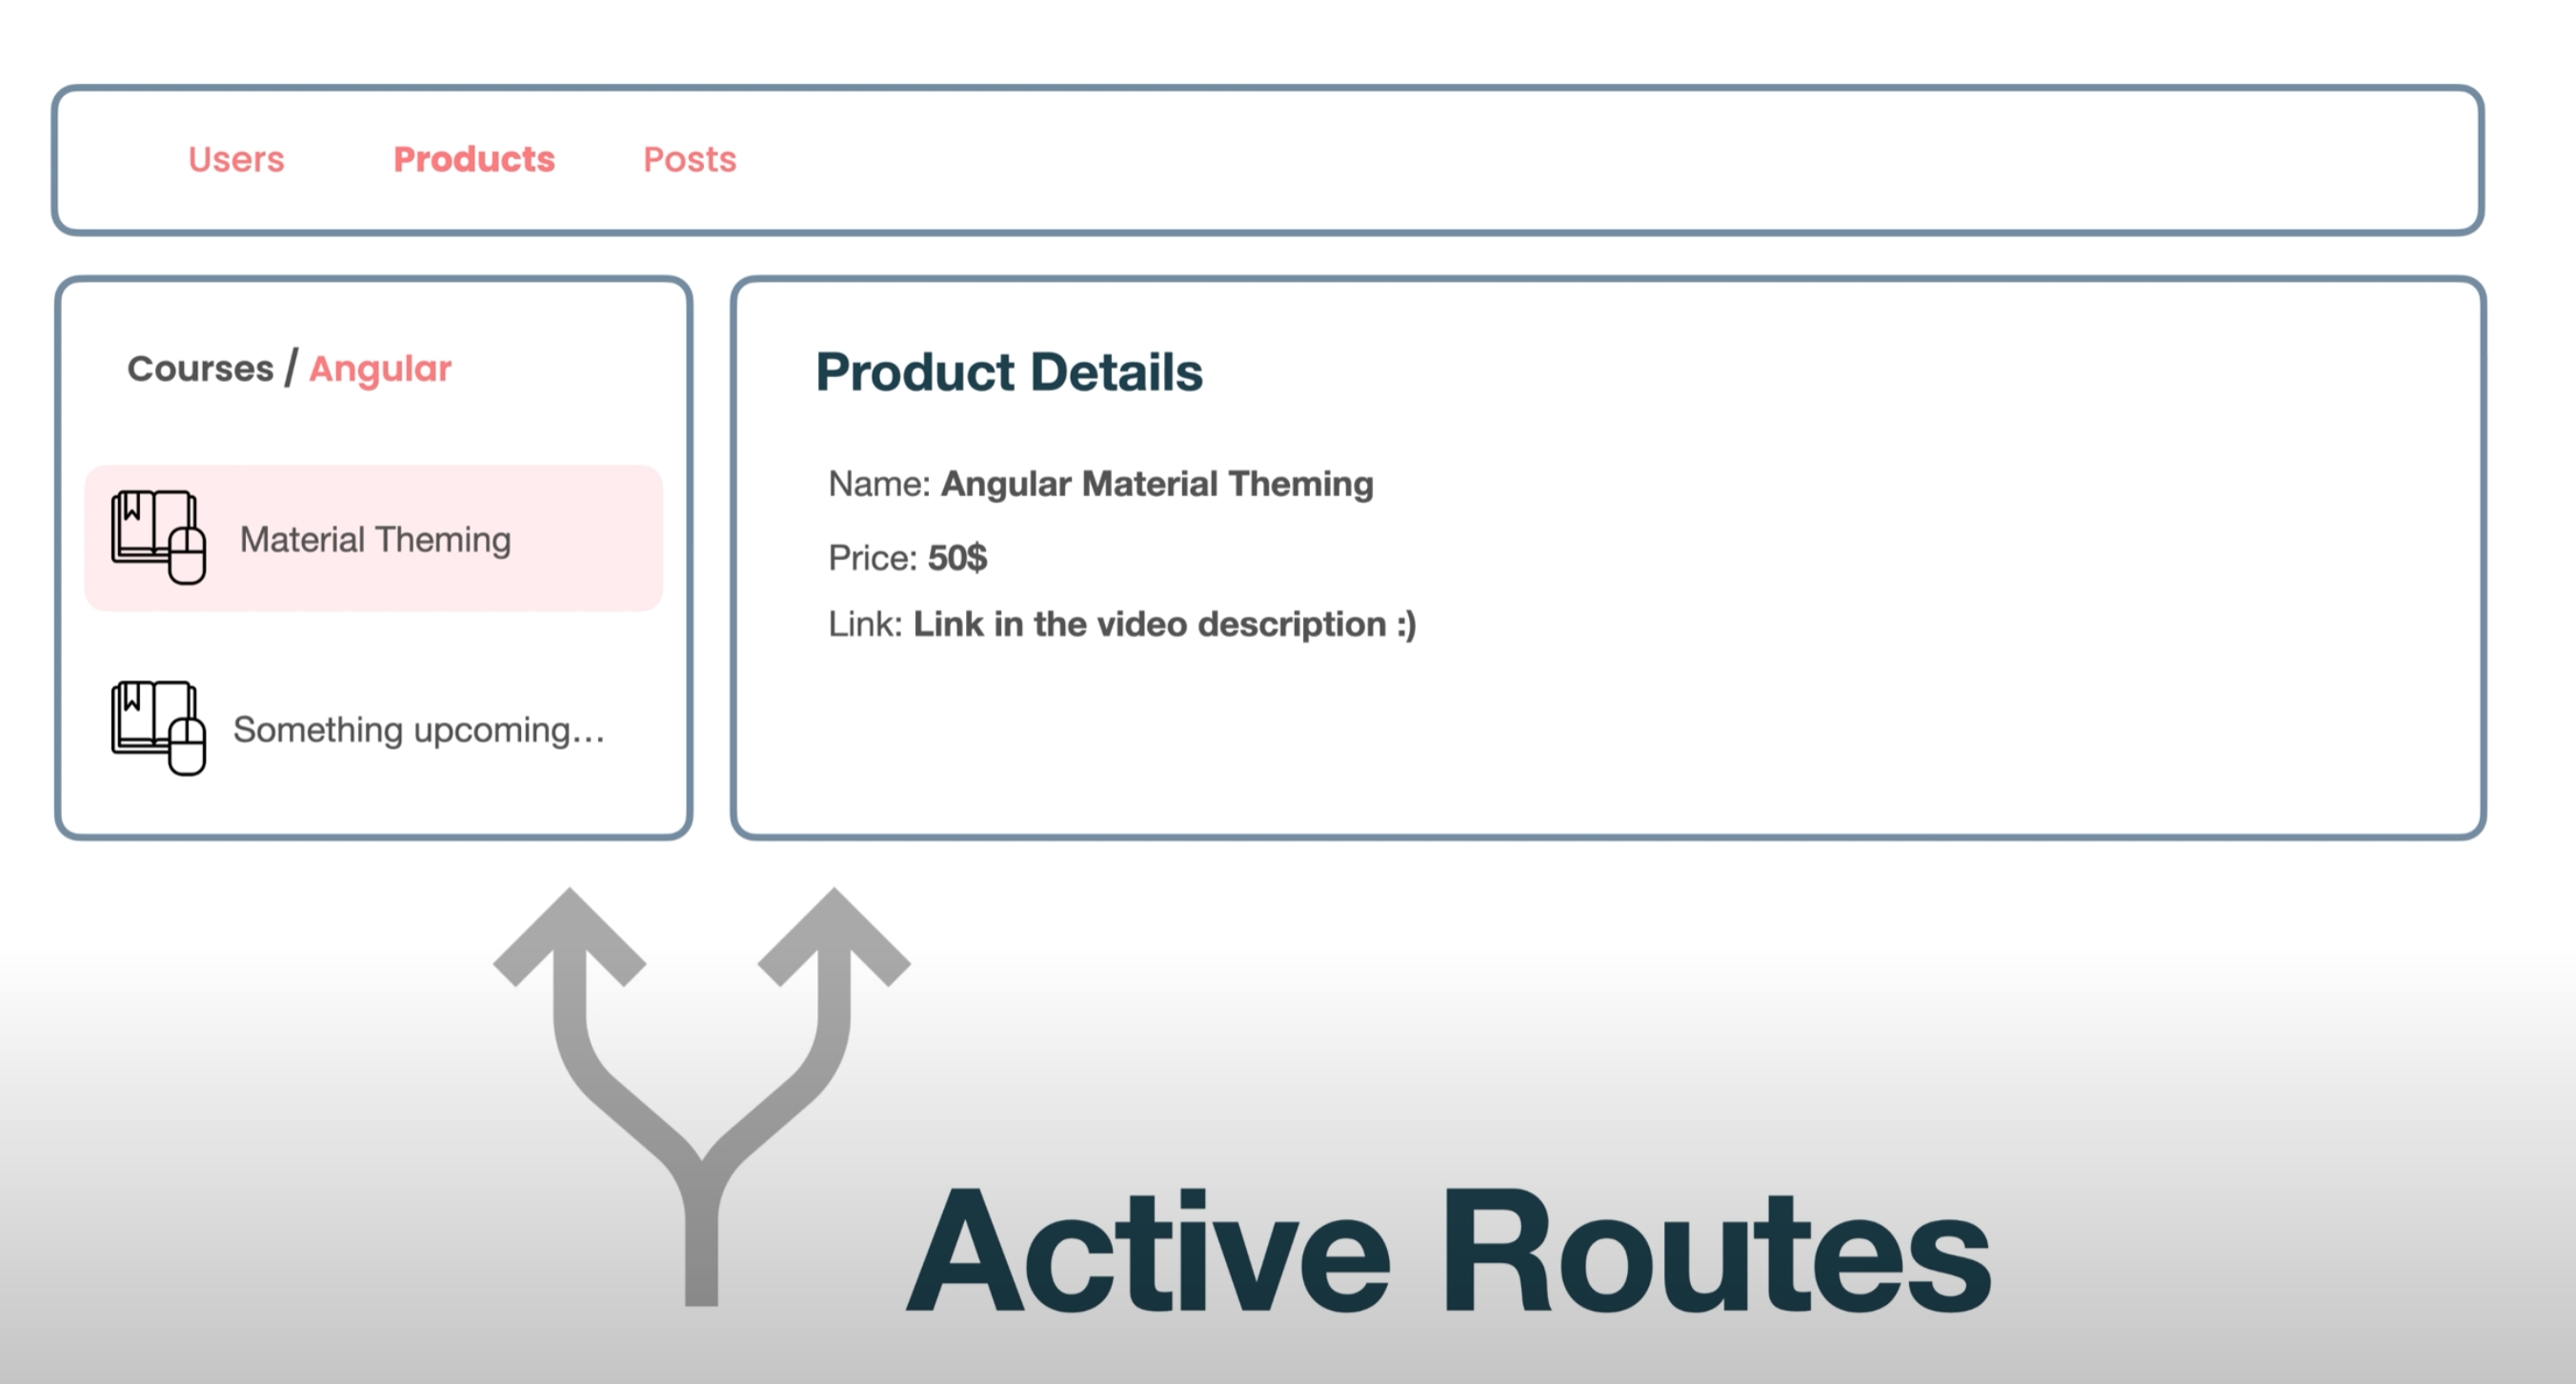 Users Products Posts
Courses / Angular
Material Theming
Something upcoming...
Product Details
Name: Angular Material Theming
Price: 50$
Link: Link in the video description :)
Active Routes